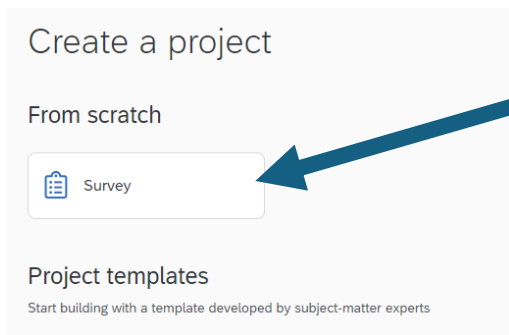 Create a project
From scratch
Survey
Project templates
Start building with a template developed by subject-matter experts